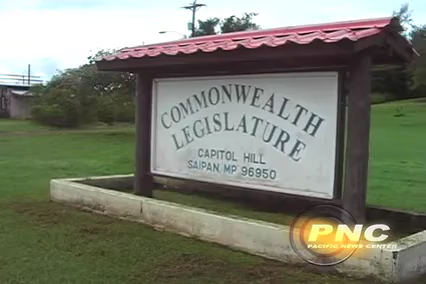 COMMONWEALTH
LEGISLATURE
CAPITOL HILL
SAIPAN, MP 96950
PNC
PACIFIC NEWS CENTER